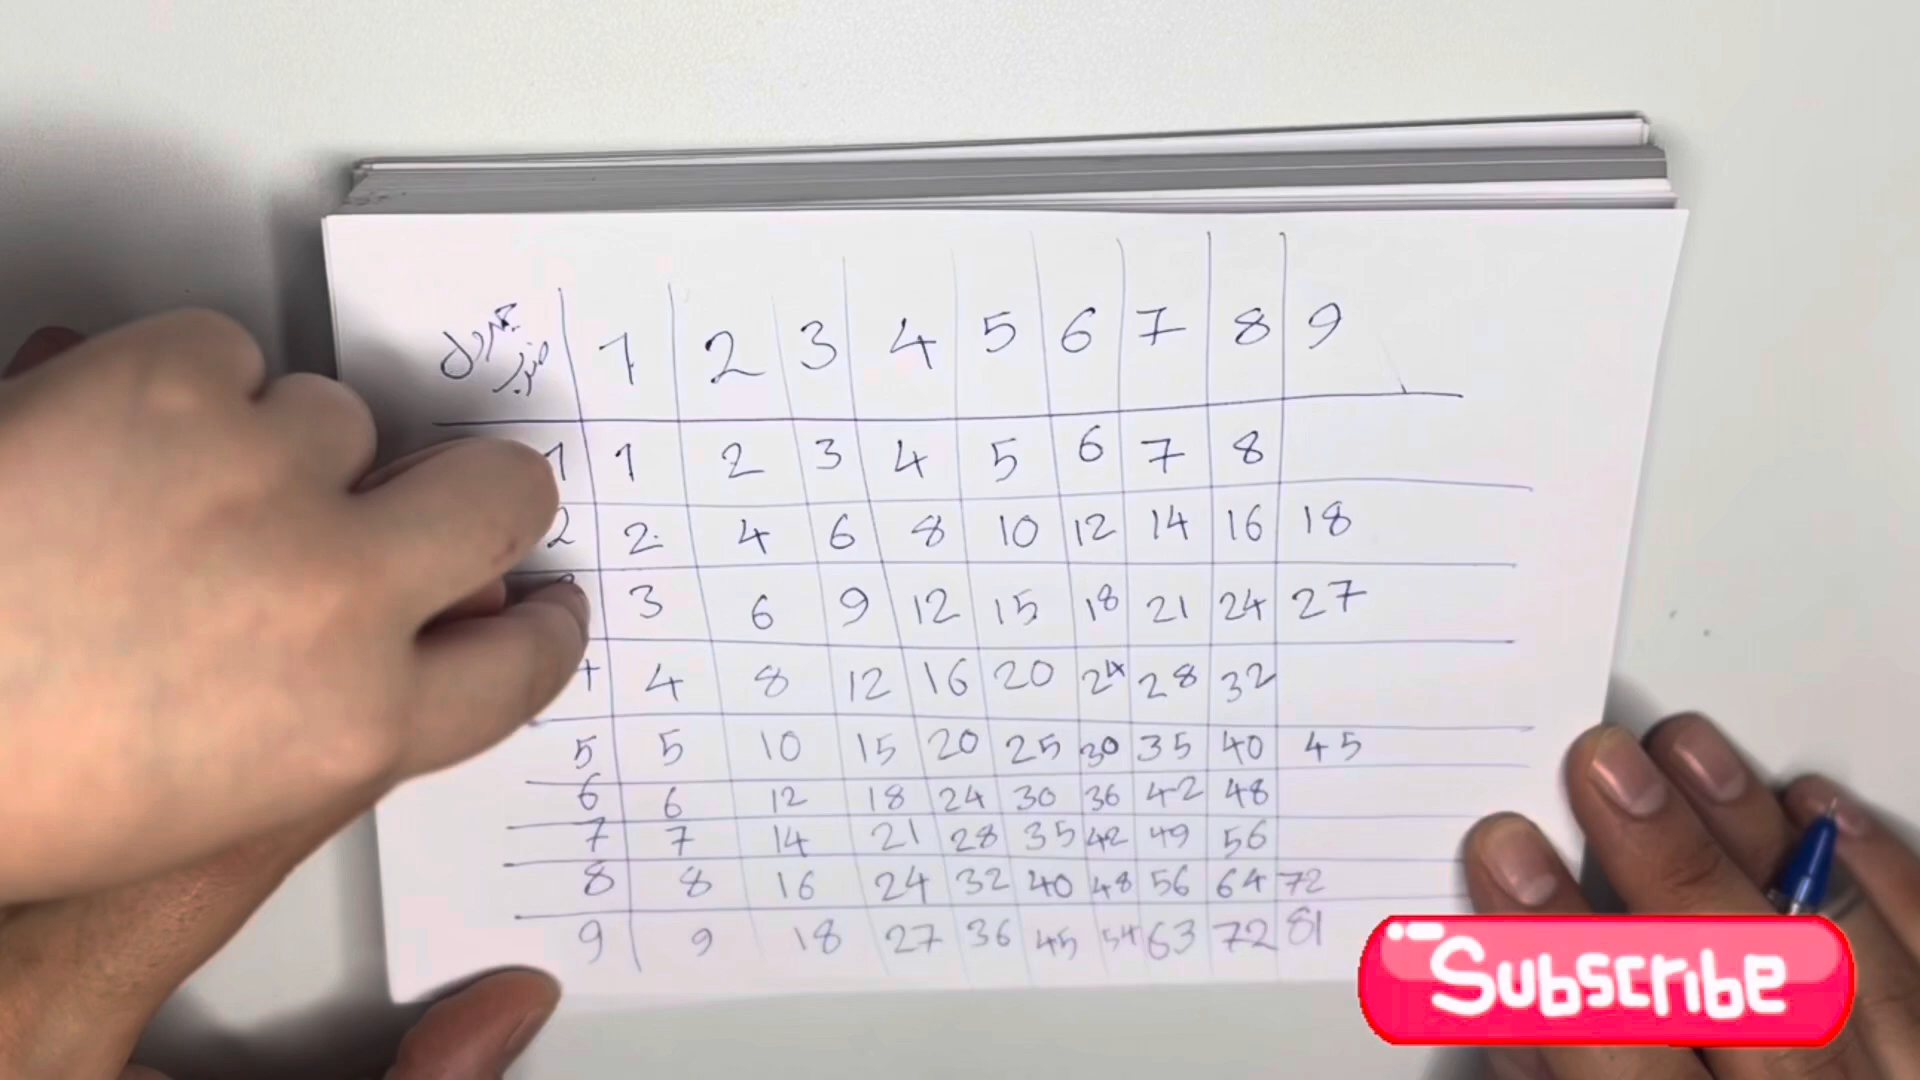 جدول ضرب 1 2 3 4 5 6 7 8 9
1 1 2 3 4 5 6 7 8
2 2 4 6 8 10 12 14 16 18
3 6 9 12 15 18 21 24 27
4 4 8 12 16 20 24 28 32
5 5 10 15 20 25 30 35 40 45
6 6 12 18 24 30 36 42 48
7 7 14 21 28 35 42 49 56
8 8 16 24 32 40 48 56 64 72
9 9 18 27 36 45 54 63 72 81
Subscribe